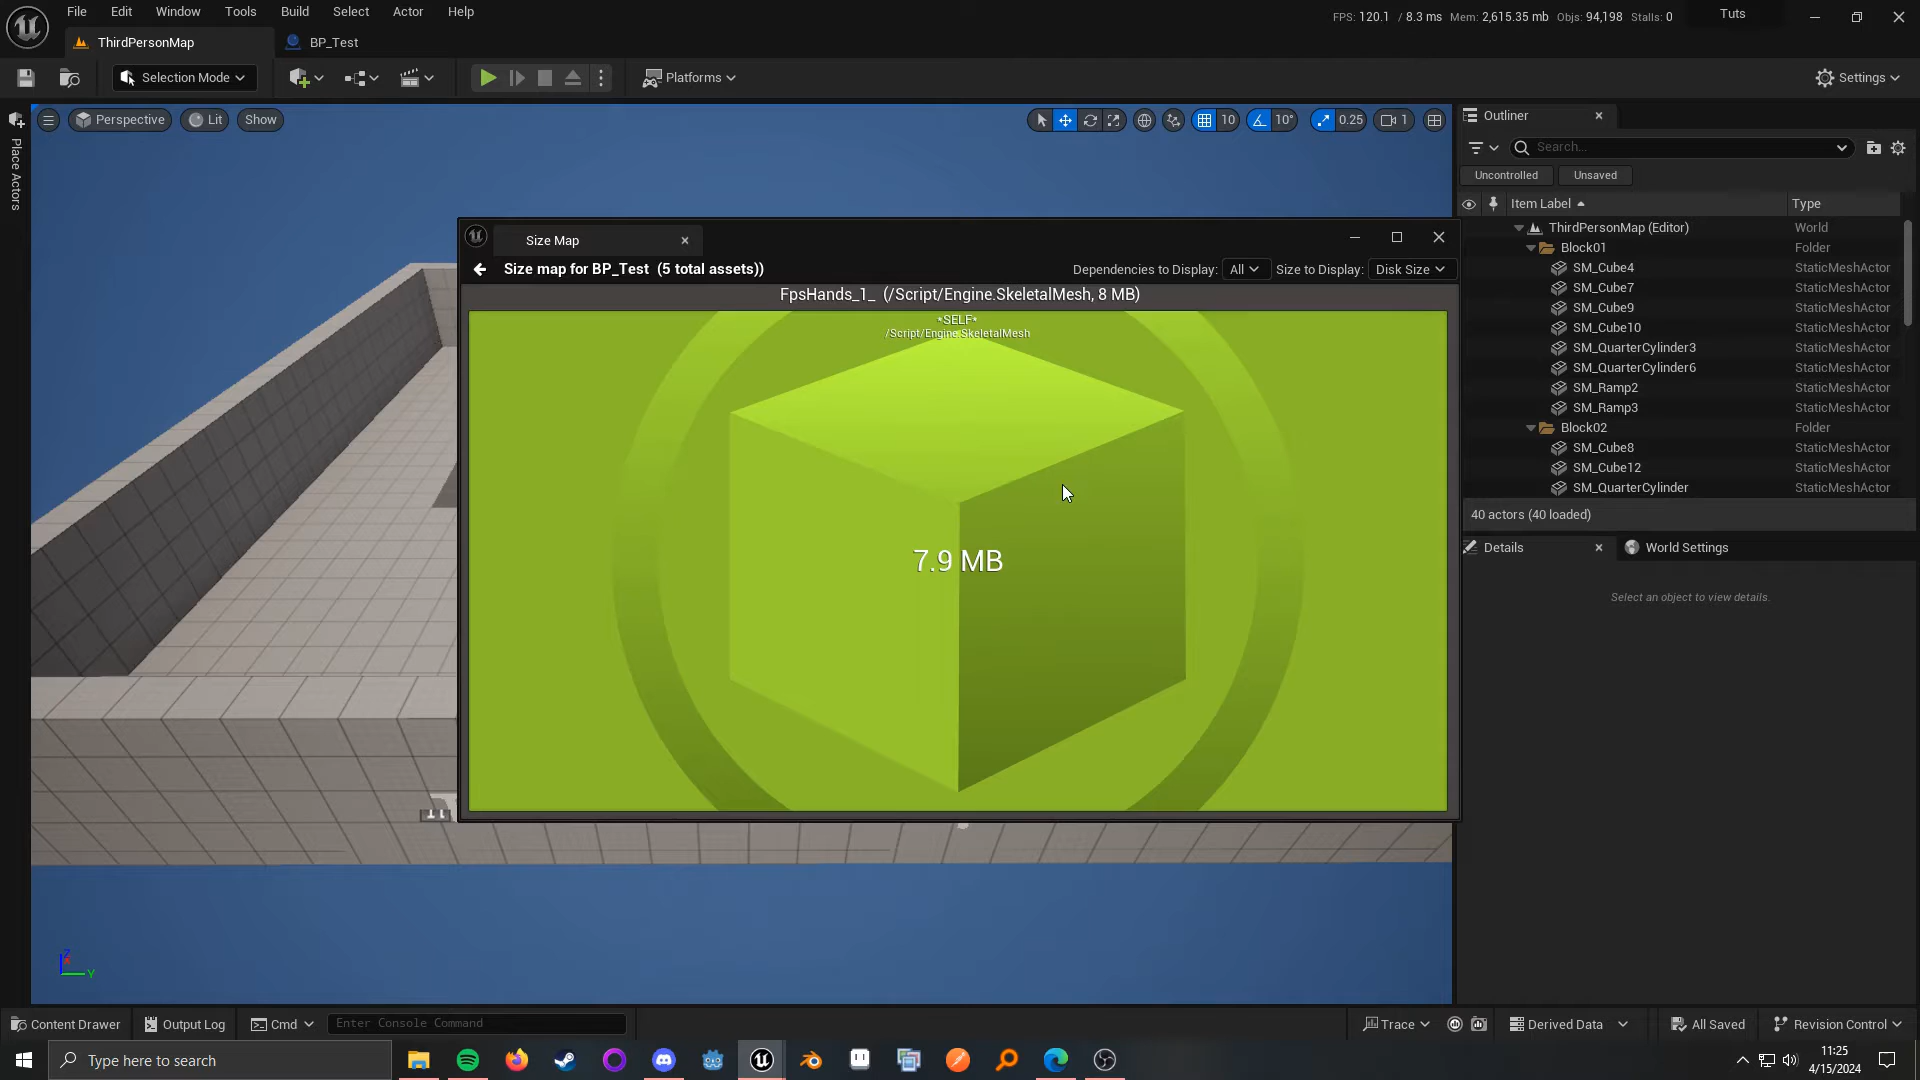 File Edit Window Tools Build Select Actor Help
FPS: 120.1 / 8.3 ms Mem: 2,615.35 mb Objs: 94,198 Stalls: 0
Tuts
ThirdPersonMap
BP_Test
Selection Mode
Platforms
Settings
Place Actors
Perspective
Lit
Show
10
10°
0.25
1
Outliner
Search...
Uncontrolled
Unsaved
Item Label
Type
ThirdPersonMap (Editor) World
Block01 Folder
SM_Cube4 StaticMeshActor
SM_Cube7 StaticMeshActor
SM_Cube9 StaticMeshActor
SM_Cube10 StaticMeshActor
SM_QuarterCylinder3 StaticMeshActor
SM_QuarterCylinder6 StaticMeshActor
SM_Ramp2 StaticMeshActor
SM_Ramp3 StaticMeshActor
Block02 Folder
SM_Cube8 StaticMeshActor
SM_Cube12 StaticMeshActor
SM_QuarterCylinder StaticMeshActor
40 actors (40 loaded)
Details
World Settings
Select an object to view details.
Size Map
Size map for BP_Test (5 total assets))
Dependencies to Display: All
Size to Display: Disk Size
FpsHands_1_ (/Script/Engine.SkeletalMesh, 8 MB)
*SELF*
/Script/Engine.SkeletalMesh
7.9 MB
Z
Y
Content Drawer
Output Log
Cmd
Enter Console Command
Trace
Derived Data
All Saved
Revision Control
Type here to search
11:25
4/15/2024